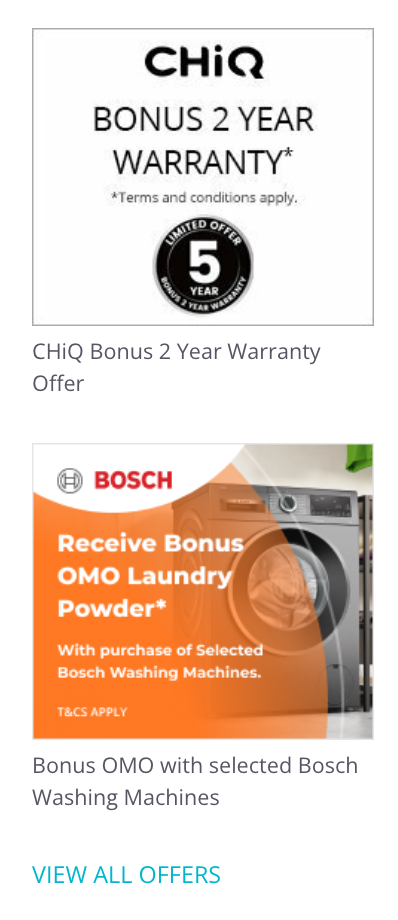 CHiQ
BONUS 2 YEAR
WARRANTY*
*Terms and conditions apply.
LIMITED OFFER
5
YEAR
BONUS 2 YEAR WARRANTY
CHiQ Bonus 2 Year Warranty
Offer
BOSCH
Receive Bonus
OMO Laundry
Powder*
With purchase of Selected
Bosch Washing Machines.
T&CS APPLY
Bonus OMO with selected Bosch
Washing Machines
VIEW ALL OFFERS